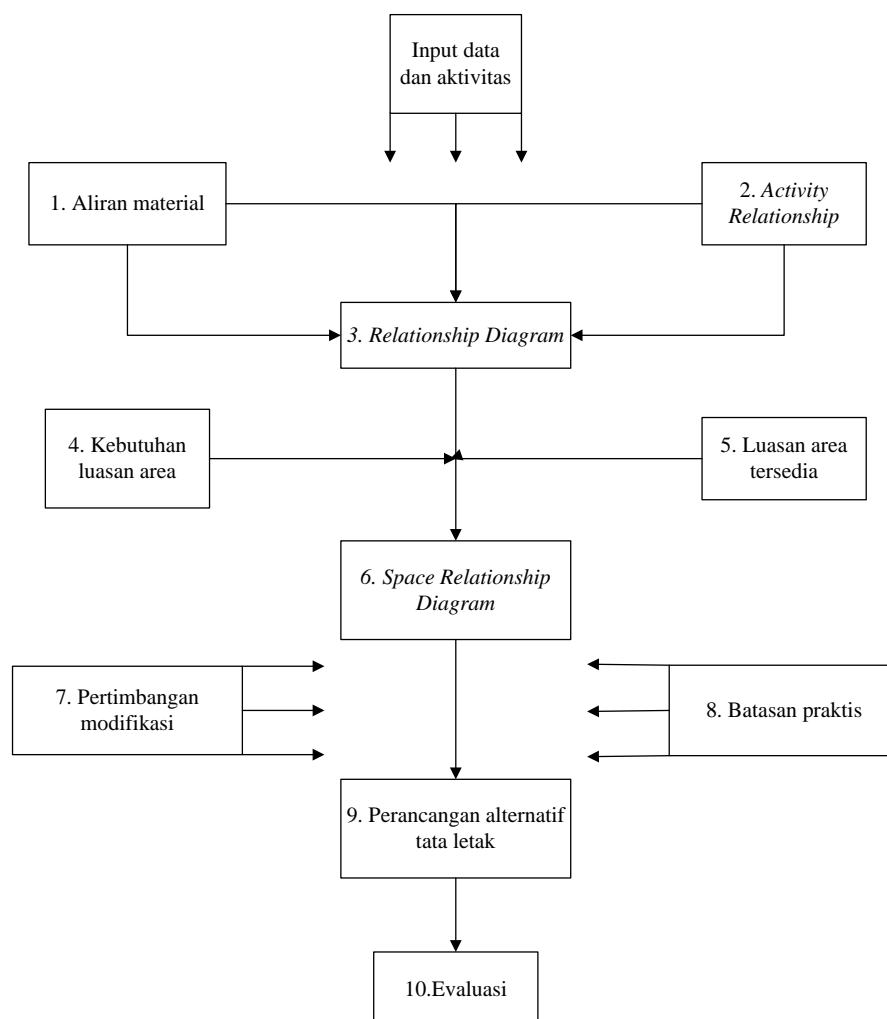 Input data
dan aktivitas
1. Aliran material
2. Activity
Relationship
3. Relationship Diagram
4. Kebutuhan
luasan area
5. Luasan area
tersedia
6. Space Relationship
Diagram
7. Pertimbangan
modifikasi
8. Batasan praktis
9. Perancangan alternatif
tata letak
10.Evaluasi